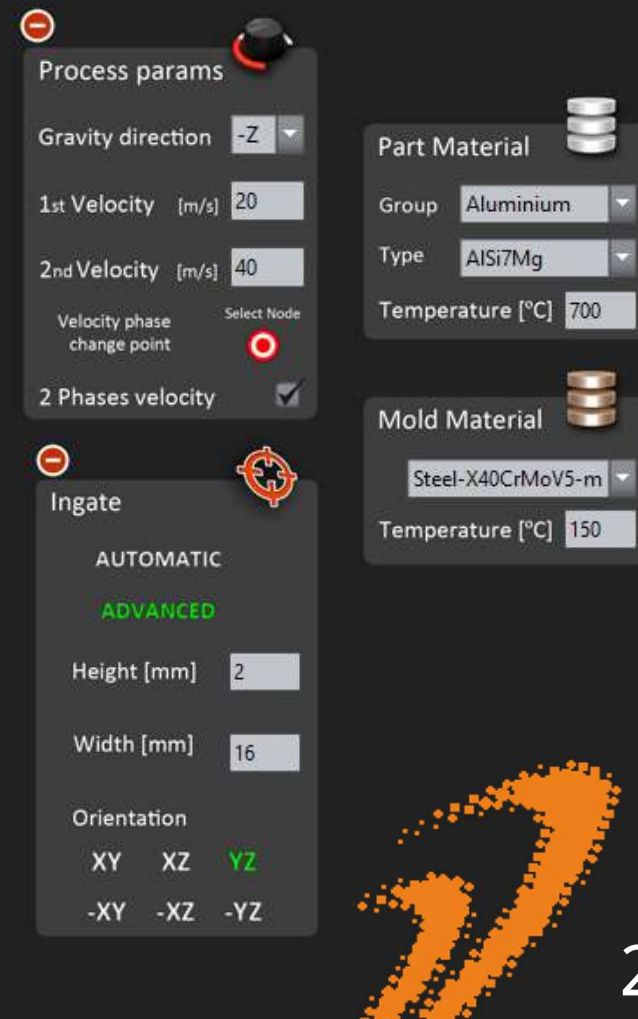 Process params
Gravity direction -Z
1st Velocity [m/s] 20
2nd Velocity [m/s] 40
Velocity phase change point
Select Node
2 Phases velocity
Ingate
AUTOMATIC
ADVANCED
Height [mm] 2
Width [mm] 16
Orientation
XY XZ YZ
-XY -XZ -YZ
Part Material
Group Aluminium
Type AlSi7Mg
Temperature [ºC] 700
Mold Material
Steel-X40CrMoV5-m
Temperature [ºC] 150